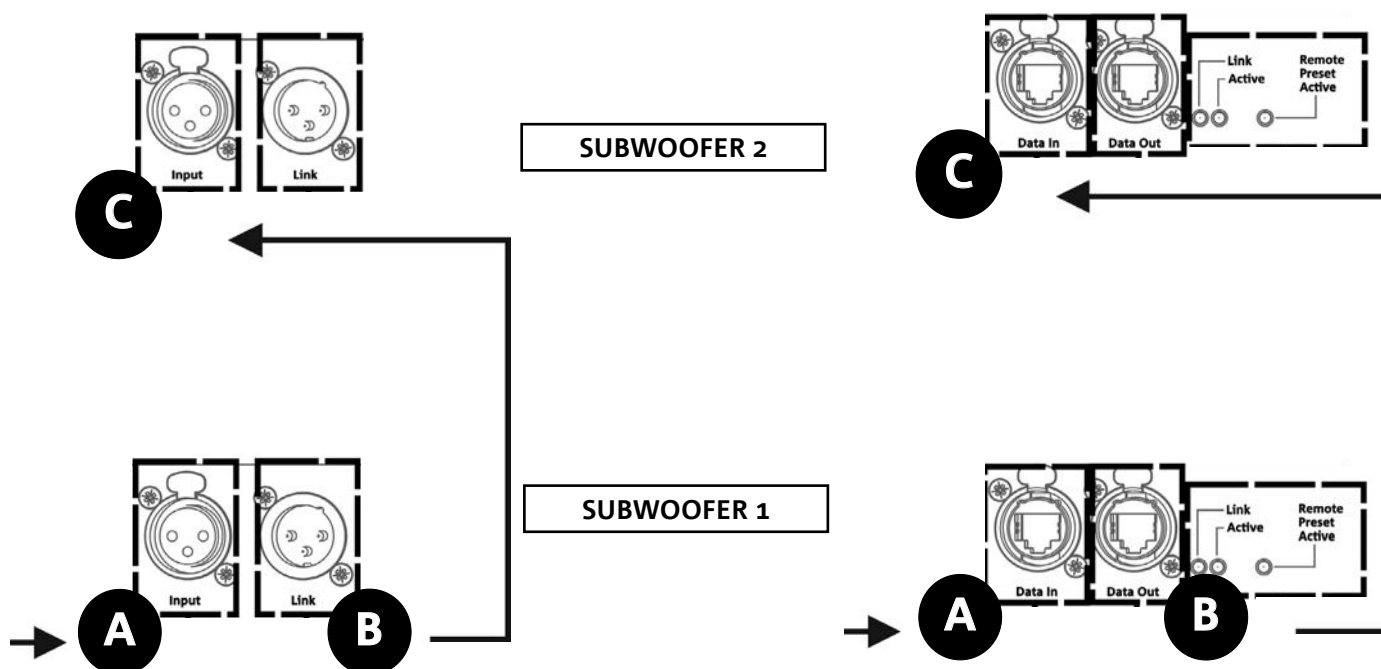 Input
Link
C
SUBWOOFER 2
Data In
Data Out
Link
Active
Remote
Preset
Active
C
Input
Link
A
B
SUBWOOFER 1
Data In
Data Out
Link
Active
Remote
Preset
Active
A
B